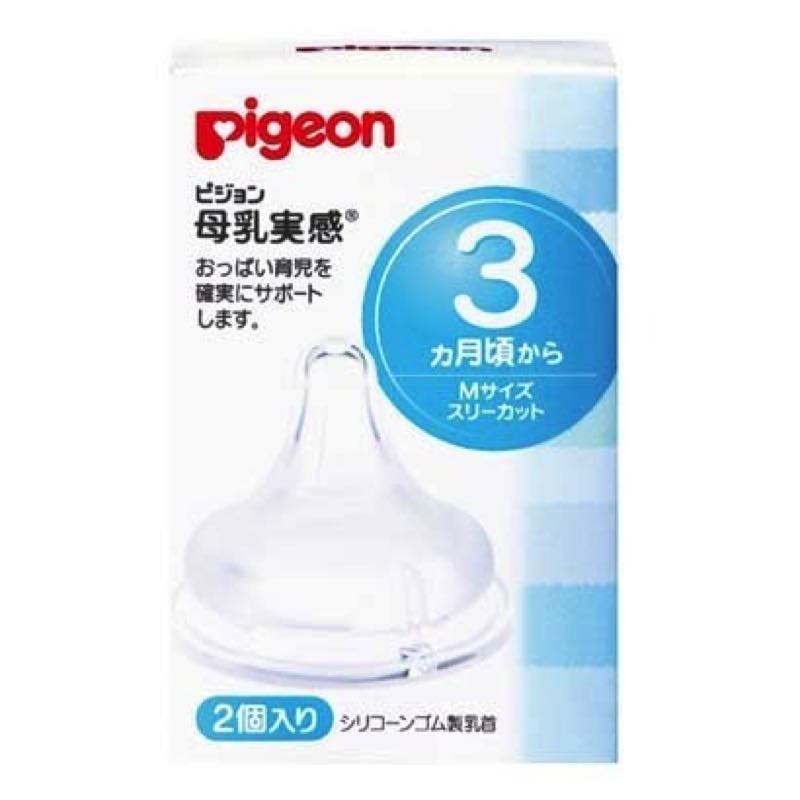 Pigeon
ピジョン
母乳実感®
おっぱい育児を
確実にサポート
します。
3
カ月頃から
Mサイズ
スリーカット
2個入り
シリコーンゴム製乳首